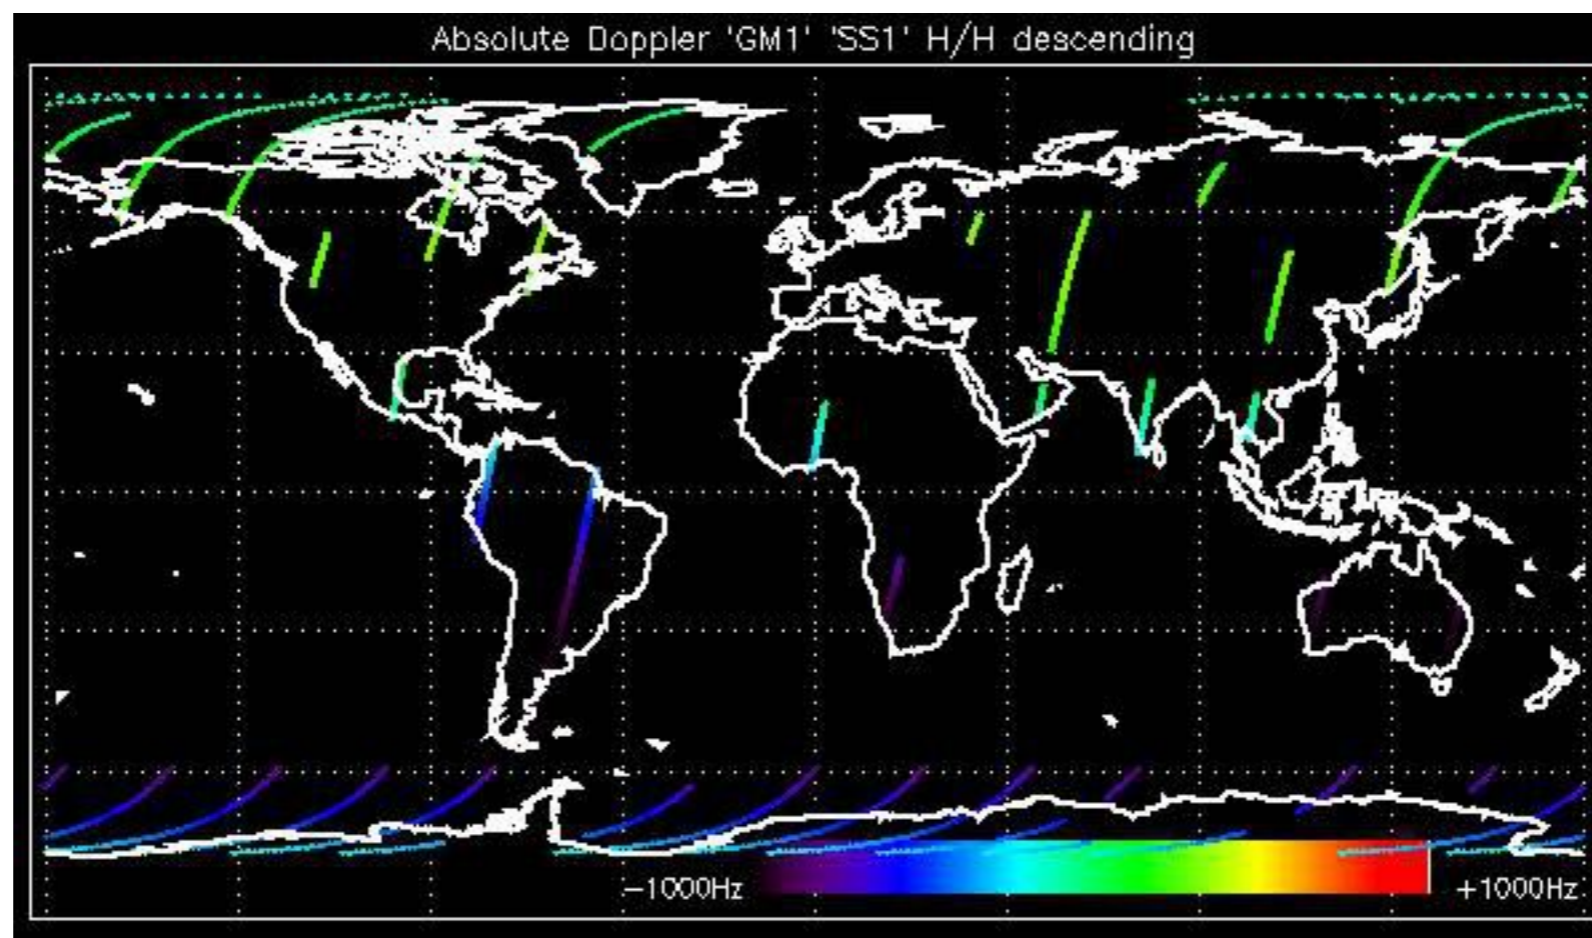 Absolute Doppler 'GM1' 'SS1' H/H descending
-1000Hz
+1000Hz